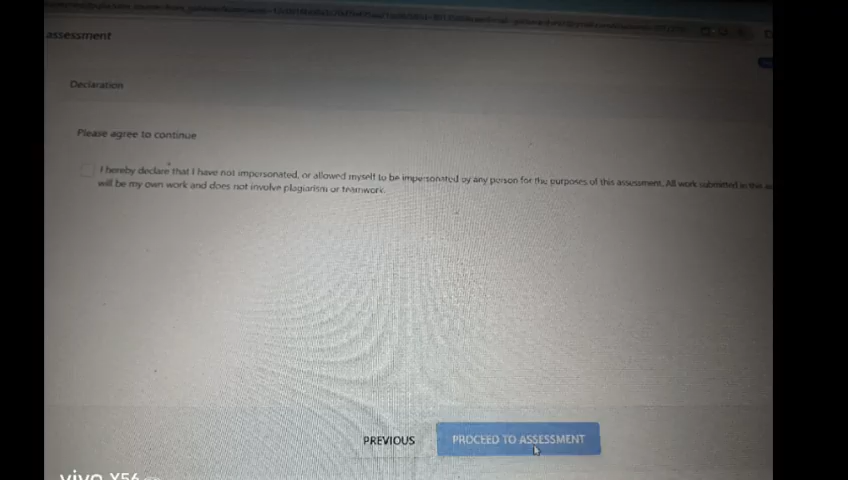 assessment
Declaration
Please agree to continue
I hereby declare that I have not impersonated, or allowed myself to be impersonated by any person for the purposes of this assessment. All work submitted in this
will be my own work and does not involve plagiarism or teamwork.
PREVIOUS
PROCEED TO ASSESSMENT
vivo Y56